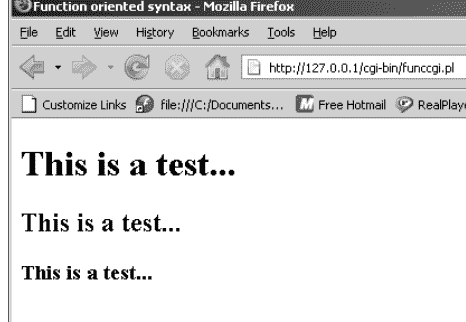 Function oriented syntax - Mozilla Firefox
File Edit View History Bookmarks Tools Help
http://127.0.0.1/cgi-bin/funccgi.pl
Customize Links file:///C:/Documents... Free Hotmail RealPlaye
This is a test...
This is a test...
This is a test...